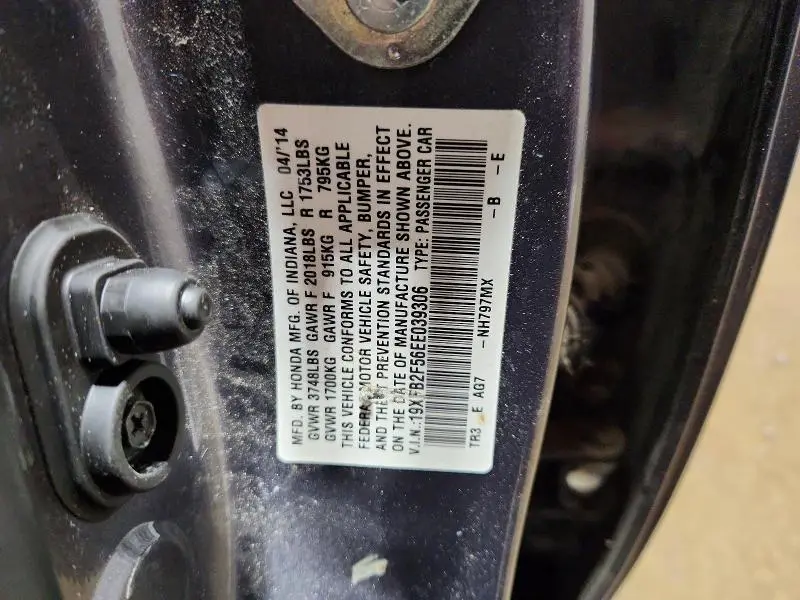 MFD. BY HONDA MFG. OF INDIANA, LLC 04/'14
GVWR 3748LBS GAWR F 2018LBS R 1753LBS
GVWR 1700KG GAWR F 915KG R 795KG
THIS VEHICLE CONFORMS TO ALL APPLICABLE
FEDERAL MOTOR VEHICLE SAFETY, BUMPER,
AND THEFT PREVENTION STANDARDS IN EFFECT
ON THE DATE OF MANUFACTURE SHOWN ABOVE.
V.I.N.:19XFB2F56EE039306 TYPE: PASSENGER CAR
TR3 E AG7 -NH797MX -B -E